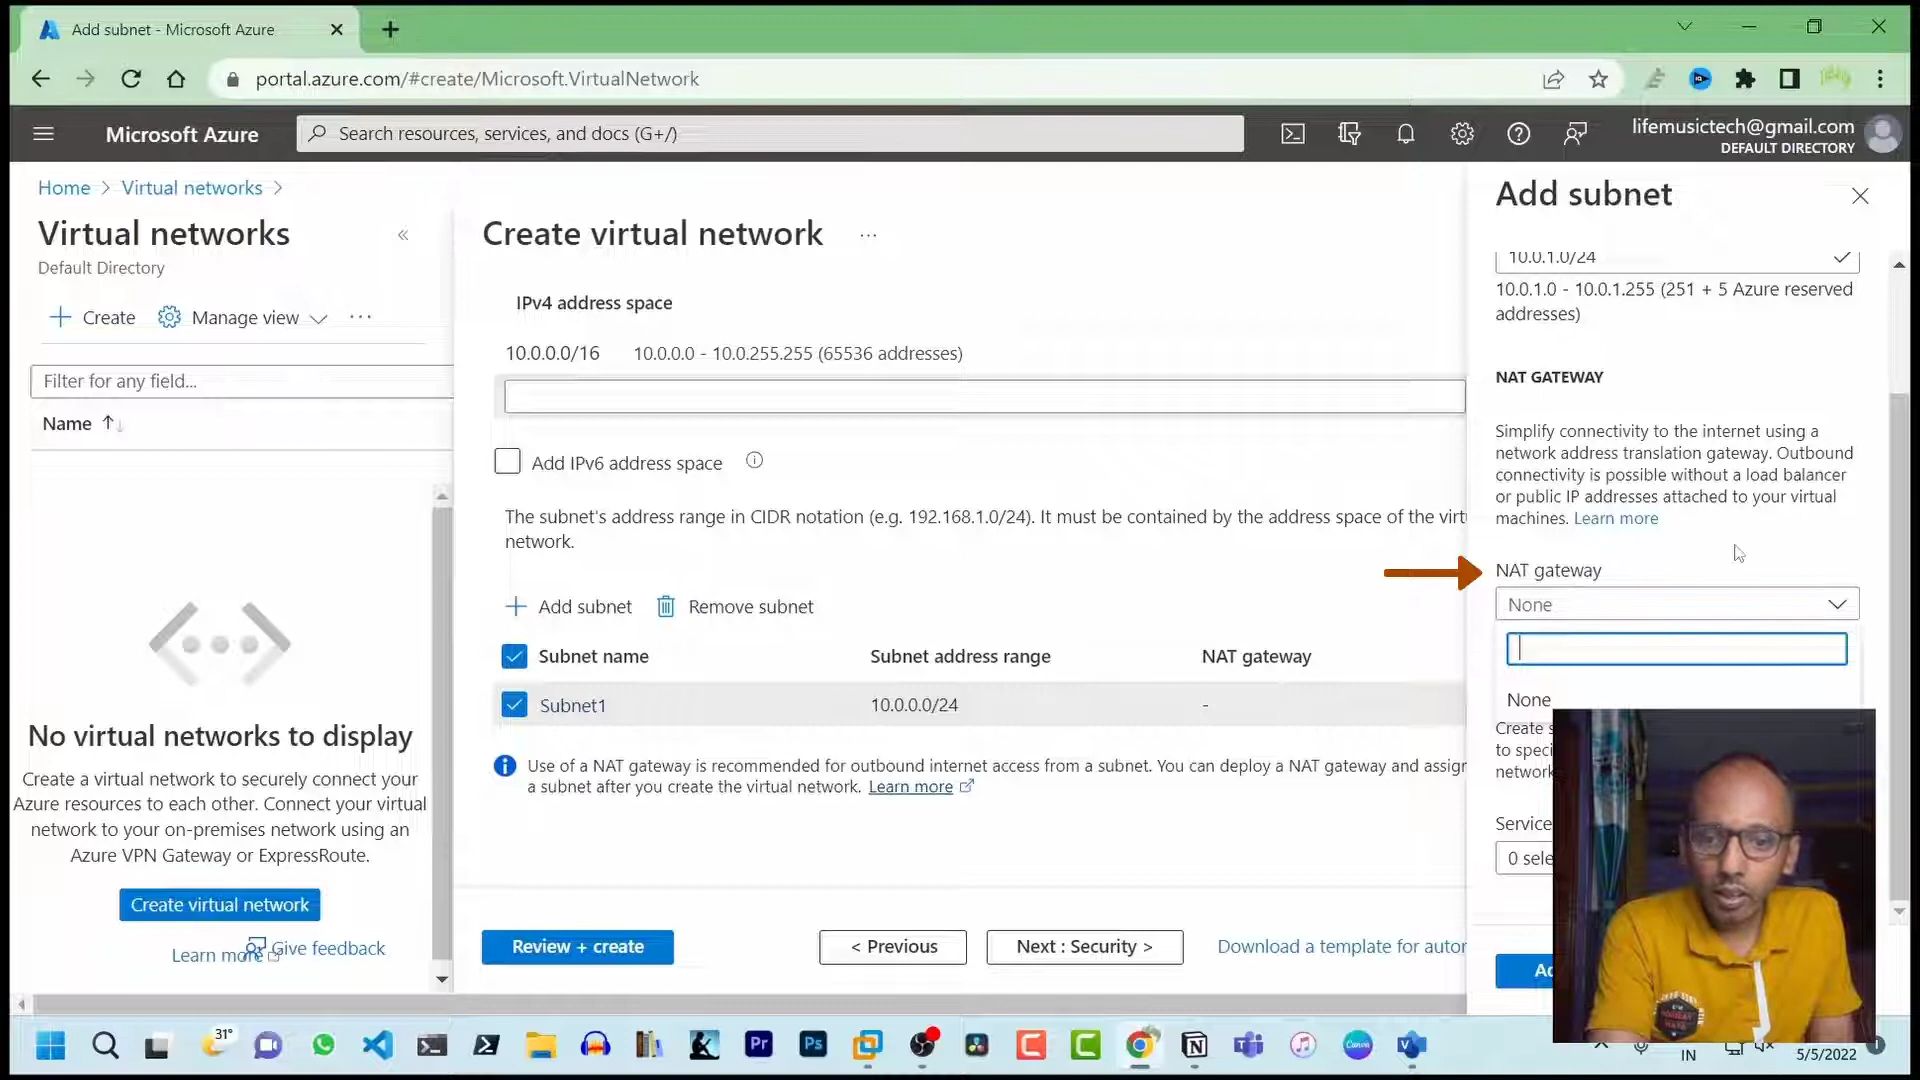 Add subnet - Microsoft Azure
portal.azure.com/#create/Microsoft.VirtualNetwork
Microsoft Azure
Search resources, services, and docs (G+/)
lifemusictech@gmail.com
DEFAULT DIRECTORY
Home > Virtual networks >
Virtual networks
Default Directory
Create
Manage view
Filter for any field...
Name
No virtual networks to display
Create a virtual network to securely connect your
Azure resources to each other. Connect your virtual
network to your on-premises network using an
Azure VPN Gateway or ExpressRoute.
Create virtual network
Learn more
Give feedback
Create virtual network
IPv4 address space
10.0.0.0/16 10.0.0.0 - 10.0.255.255 (65536 addresses)
Add IPv6 address space
The subnet's address range in CIDR notation (e.g. 192.168.1.0/24). It must be contained by the address space of the virt
network.
Add subnet
Remove subnet
Subnet name Subnet address range NAT gateway
Subnet1 10.0.0.0/24 -
Use of a NAT gateway is recommended for outbound internet access from a subnet. You can deploy a NAT gateway and assign
a subnet after you create the virtual network. Learn more
Review + create
< Previous
Next : Security >
Download a template for autor
Add subnet
10.0.1.0/24
10.0.1.0 - 10.0.1.255 (251 + 5 Azure reserved
addresses)
NAT GATEWAY
Simplify connectivity to the internet using a
network address translation gateway. Outbound
connectivity is possible without a load balancer
or public IP addresses attached to your virtual
machines. Learn more
NAT gateway
None
None
Create s
to speci
network
Service
0 sele
Ad
31°
Pr
Ps
Canva
IN
5/5/2022